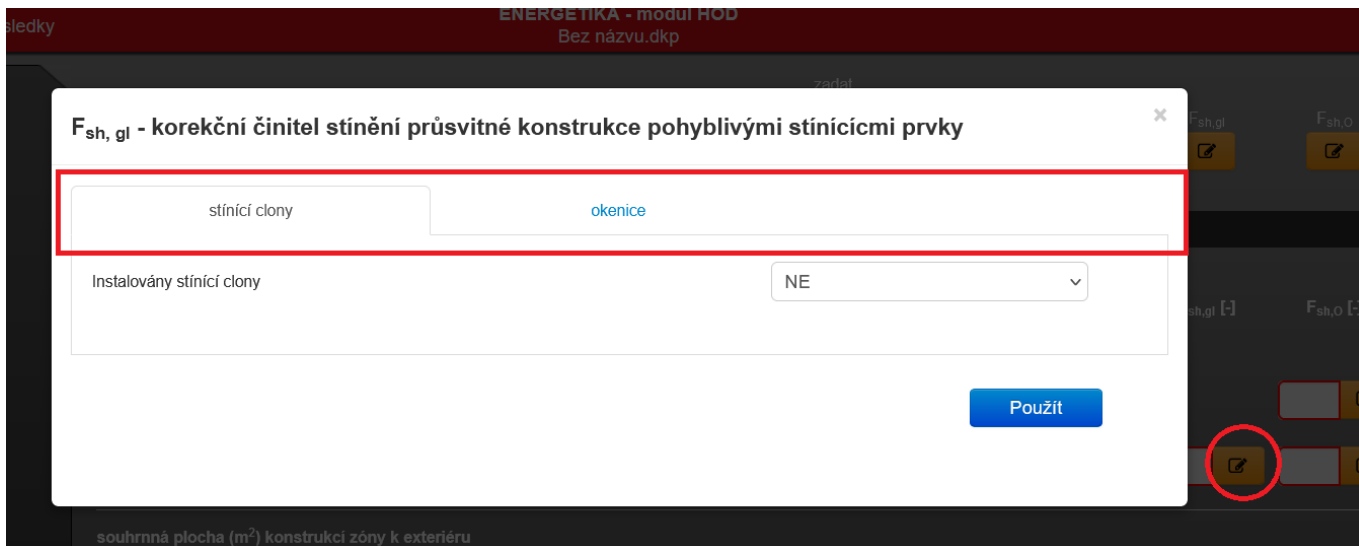 ENERGETIKA - modul HOD
sledky
Bez názvu.dkp
zadat
F sh, gl - korekční činitel stínění průsvitné konstrukce pohyblivými stínícícmi prvky
×
Fsh,gl
Fsh,O
stínící clony
okenice
Instalovány stínící clony
NE
sh,gl [-]
Fsh,O [-]
Použít
souhrnná plocha (m2) konstrukcí zóny k exteriéru